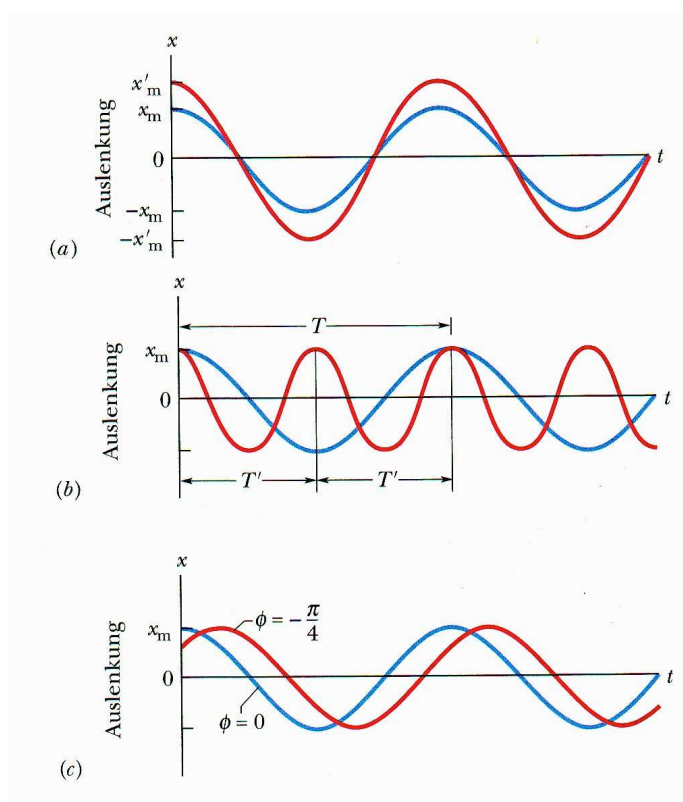 x
x′m
xm
0
t
−xm
−x′m
Auslenkung
(a)
x
T
xm
0
t
Auslenkung
T′
T′
(b)
x
xm
ϕ = − π/4
0
t
Auslenkung
ϕ = 0
(c)